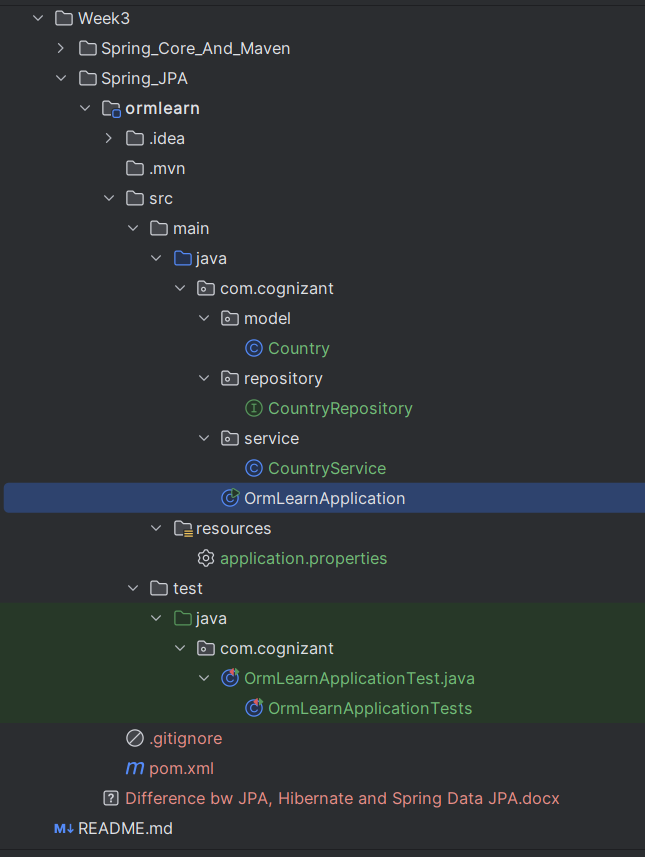 Week3
Spring_Core_And_Maven
Spring_JPA
ormlearn
.idea
.mvn
src
main
java
com.cognizant
model
C Country
repository
I CountryRepository
service
C CountryService
C OrmLearnApplication
resources
application.properties
test
java
com.cognizant
C OrmLearnApplicationTest.java
C OrmLearnApplicationTests
.gitignore
m pom.xml
? Difference bw JPA, Hibernate and Spring Data JPA.docx
M↓ README.md